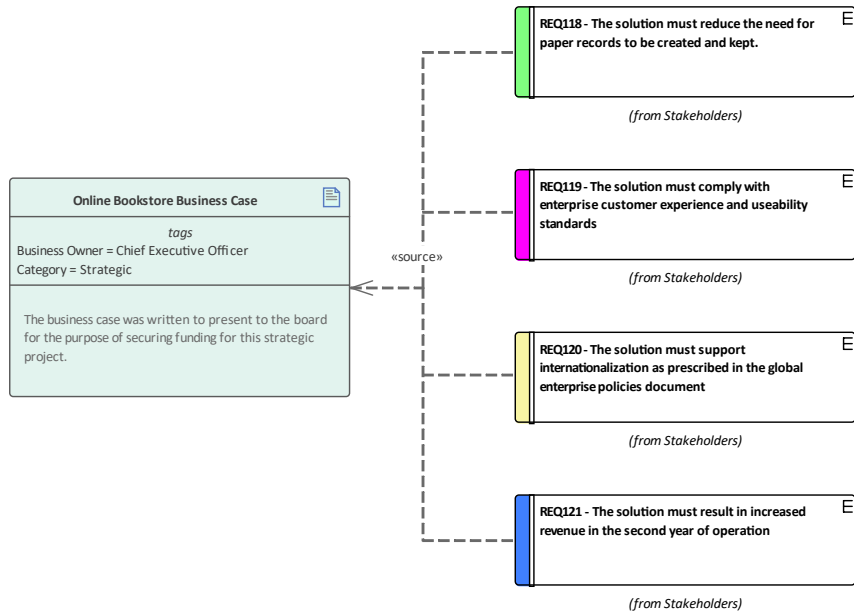 Online Bookstore Business Case
tags
Business Owner = Chief Executive Officer
Category = Strategic
The business case was written to present to the board
for the purpose of securing funding for this strategic
project.
«source»
REQ118 - The solution must reduce the need for
paper records to be created and kept.
E
(from Stakeholders)
REQ119 - The solution must comply with
enterprise customer experience and useability
standards
E
(from Stakeholders)
REQ120 - The solution must support
internationalization as prescribed in the global
enterprise policies document
E
(from Stakeholders)
REQ121 - The solution must result in increased
revenue in the second year of operation
E
(from Stakeholders)